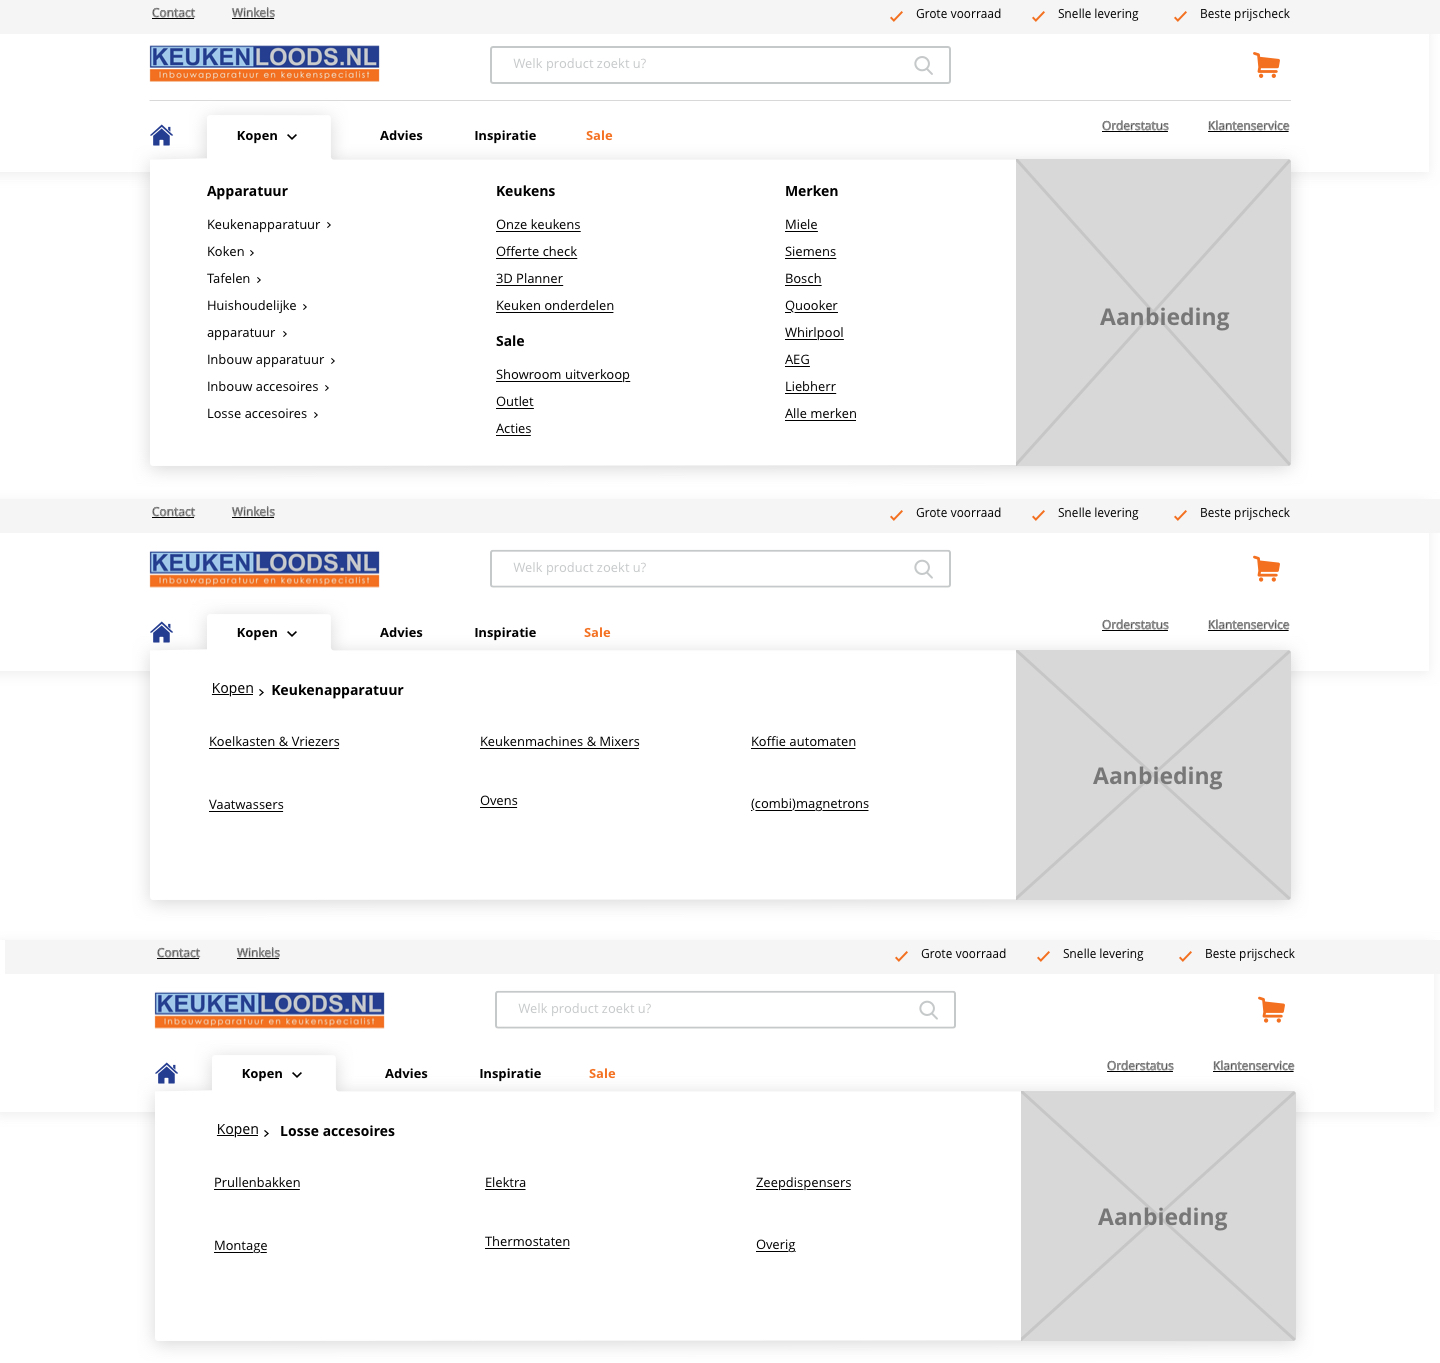 Contact Winkels Grote voorraad Snelle levering Beste prijscheck
KEUKENLOODS.NL
Inbouwapparatuur en keukenspecialist
Welk product zoekt u?
Kopen Advies Inspiratie Sale Orderstatus Klantenservice
Apparatuur
Keukenapparatuur
Koken
Tafelen
Huishoudelijke
apparatuur
Inbouw apparatuur
Inbouw accesoires
Losse accesoires
Keukens
Onze keukens
Offerte check
3D Planner
Keuken onderdelen
Sale
Showroom uitverkoop
Outlet
Acties
Merken
Miele
Siemens
Bosch
Quooker
Whirlpool
AEG
Liebherr
Alle merken
Aanbieding
Contact Winkels Grote voorraad Snelle levering Beste prijscheck
KEUKENLOODS.NL
Inbouwapparatuur en keukenspecialist
Welk product zoekt u?
Kopen Advies Inspiratie Sale Orderstatus Klantenservice
Kopen > Keukenapparatuur
Koelkasten & Vriezers Keukenmachines & Mixers Koffie automaten
Vaatwassers Ovens (combi)magnetrons
Aanbieding
Contact Winkels Grote voorraad Snelle levering Beste prijscheck
KEUKENLOODS.NL
Inbouwapparatuur en keukenspecialist
Welk product zoekt u?
Kopen Advies Inspiratie Sale Orderstatus Klantenservice
Kopen > Losse accesoires
Prullenbakken Elektra Zeepdispensers
Montage Thermostaten Overig
Aanbieding